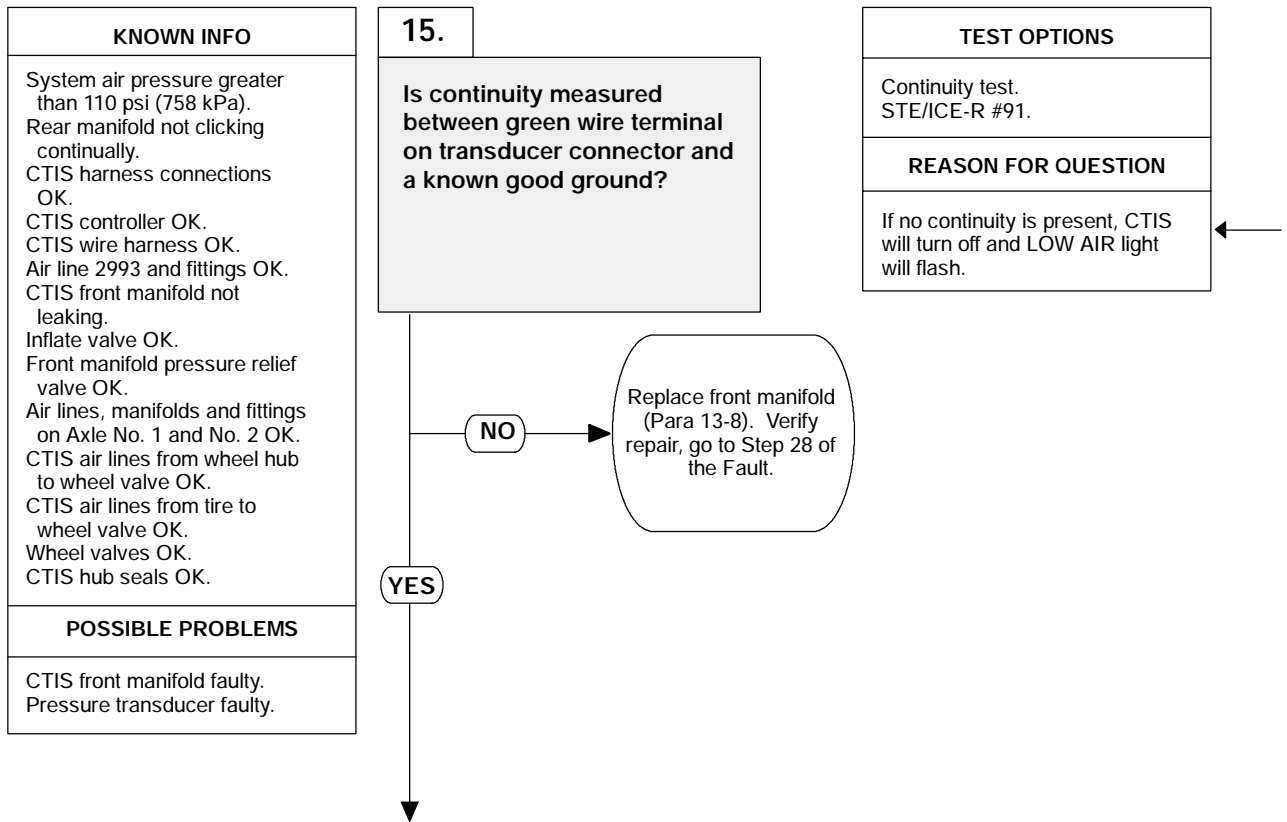 KNOWN INFO
System air pressure greater
than 110 psi (758 kPa).
Rear manifold not clicking
continually.
CTIS harness connections
OK.
CTIS controller OK.
CTIS wire harness OK.
Air line 2993 and fittings OK.
CTIS front manifold not
leaking.
Inflate valve OK.
Front manifold pressure relief
valve OK.
Air lines, manifolds and fittings
on Axle No. 1 and No. 2 OK.
CTIS air lines from wheel hub
to wheel valve OK.
CTIS air lines from tire to
wheel valve OK.
Wheel valves OK.
CTIS hub seals OK.
POSSIBLE PROBLEMS
CTIS front manifold faulty.
Pressure transducer faulty.
15.
Is continuity measured
between green wire terminal
on transducer connector and
a known good ground?
NO
Replace front manifold
(Para 13-8). Verify
repair, go to Step 28 of
the Fault.
YES
TEST OPTIONS
Continuity test.
STE/ICE-R #91.
REASON FOR QUESTION
If no continuity is present, CTIS
will turn off and LOW AIR light
will flash.